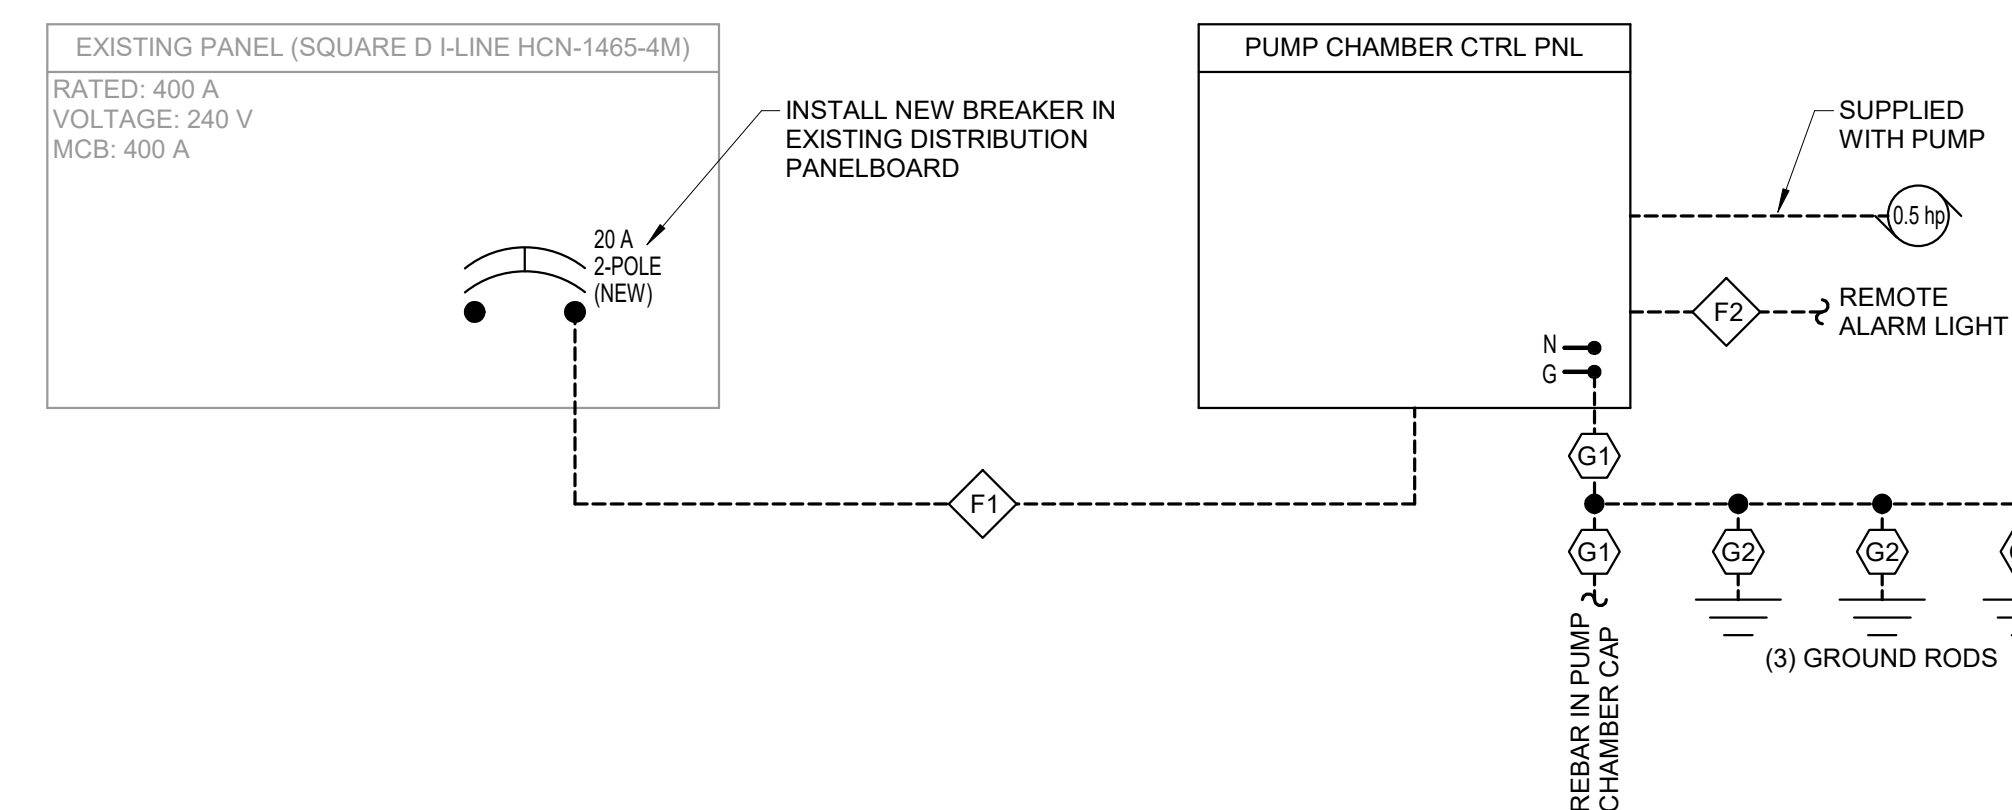 EXISTING PANEL (SQUARE D I-LINE HCN-1465-4M)
RATED: 400 A
VOLTAGE: 240 V
MCB: 400 A
INSTALL NEW BREAKER IN
EXISTING DISTRIBUTION
PANELBOARD
20 A
2-POLE
(NEW)
F1
PUMP CHAMBER CTRL PNL
SUPPLIED
WITH PUMP
0.5 hp
F2
REMOTE
ALARM LIGHT
N
G
G1
G1
G2
G2
(3) GROUND RODS
REBAR IN PUMP
CHAMBER CAP